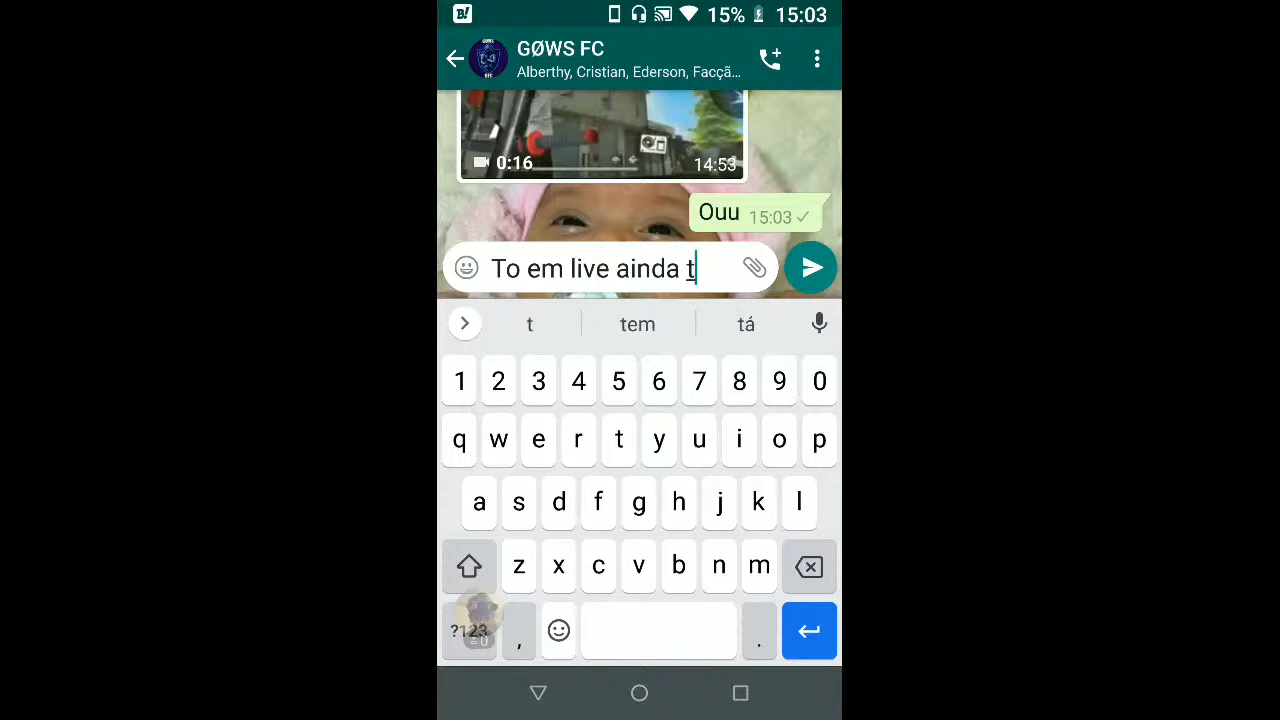 B!
15% 15:03
GØWS FC
Alberthy, Cristian, Ederson, Facçã...
0:16 14:53
Ouu 15:03
To em live ainda t
t tem tá
1 2 3 4 5 6 7 8 9 0
q w e r t y u i o p
a s d f g h j k l
z x c v b n m
?123 , .